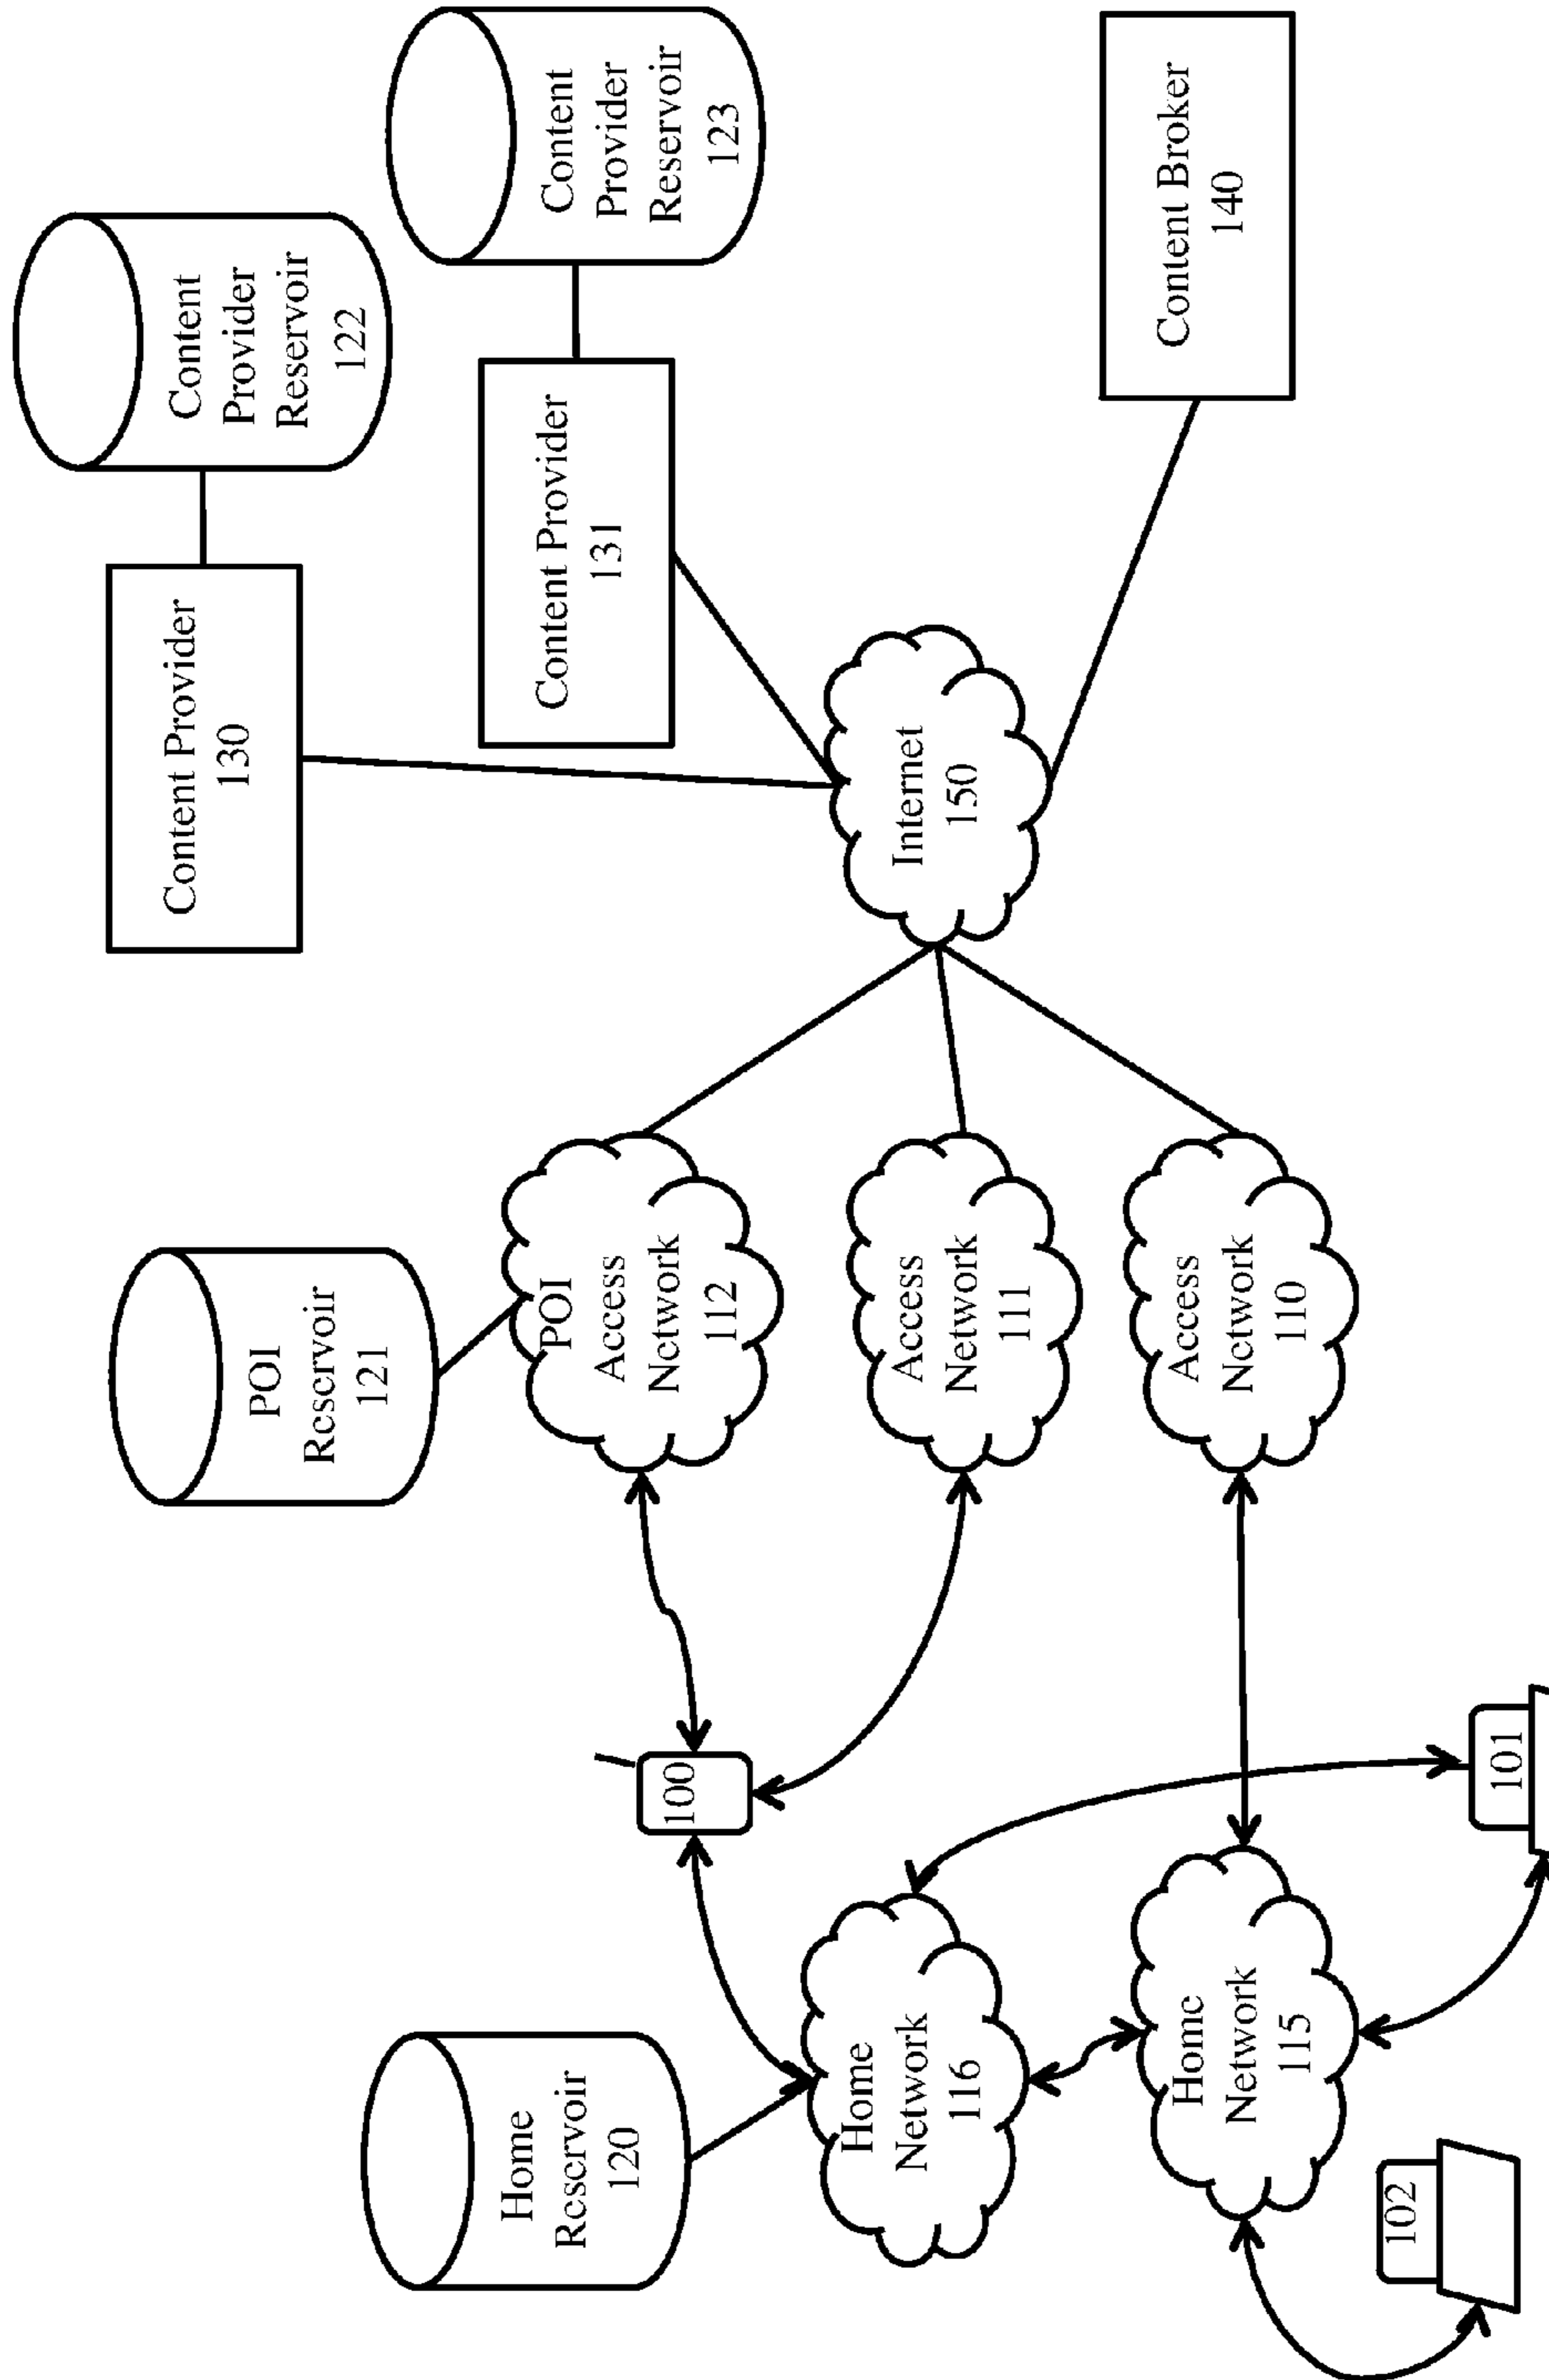 Content Provider
130
Content
Provider
Reservoir
122
POI
Reservoir
121
Home
Reservoir
120
Content Provider
131
Content
Provider
Reservoir
123
POI
Access
Network
112
100
Home
Network
116
Access
Network
111
Internet
150
Home
Network
115
Access
Network
110
Content Broker
140
102
101